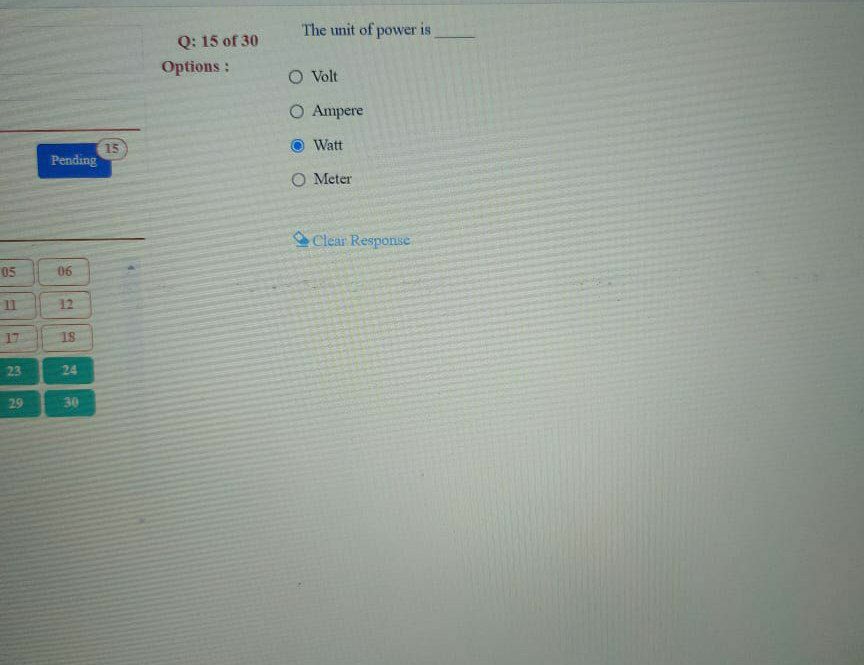 Q: 15 of 30
The unit of power is ______
Options :
Volt
Ampere
Watt
Meter
Clear Response
Pending
15
05 06
11 12
17 18
23 24
29 30